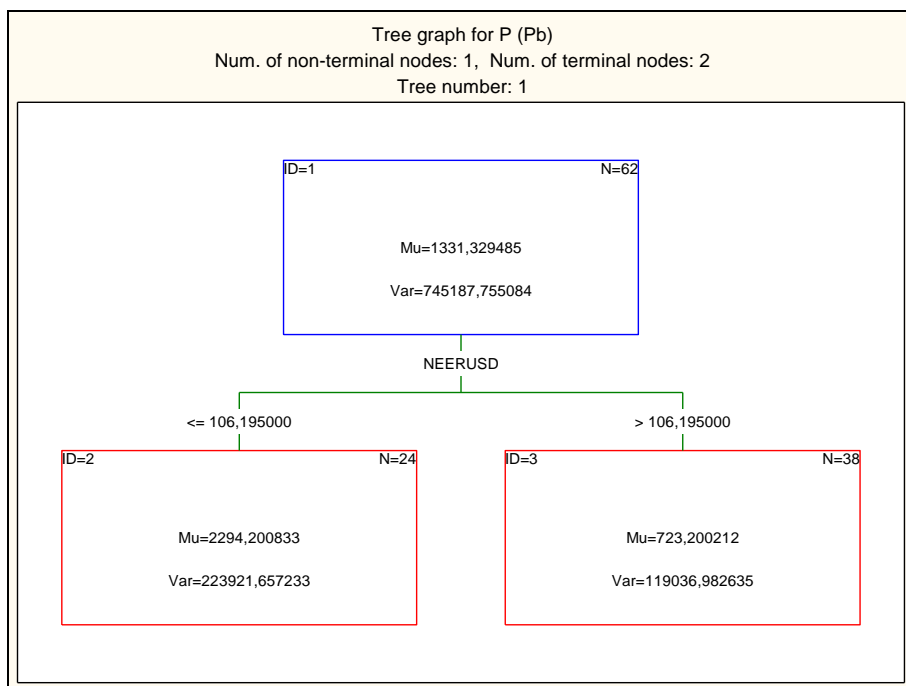 Tree graph for P (Pb)
Num. of non-terminal nodes: 1,  Num. of terminal nodes: 2
Tree number: 1
ID=1 N=62
Mu=1331,329485
Var=745187,755084
NEERUSD
<= 106,195000 > 106,195000
ID=2 N=24 ID=3 N=38
Mu=2294,200833 Mu=723,200212
Var=223921,657233 Var=119036,982635